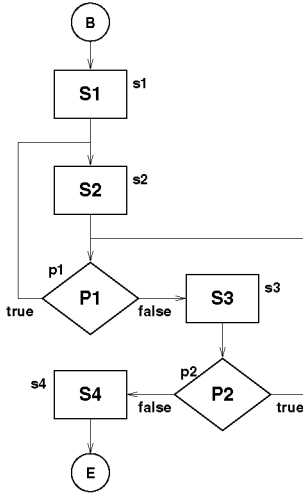 B
S1 s1
S2 s2
p1
P1
true false
S3 s3
p2
P2
false true
s4 S4
E